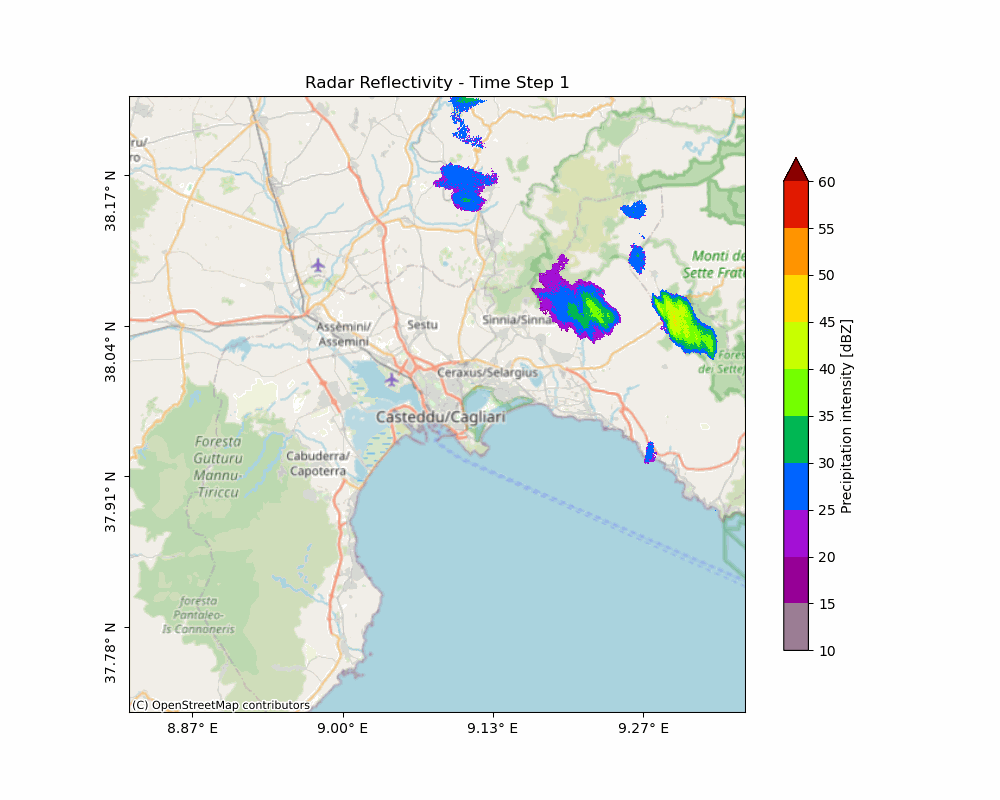 Radar Reflectivity - Time Step 1
ru/
ro
38.17° N
38.04° N
37.91° N
37.78° N
Monti de
Sette Frat
Assèmini/
Assemini
Sestu
Sinnia/Sinna
Fores
dei Sette
Ceraxus/Selargius
Casteddu/Cagliari
Foresta
Gutturu
Mannu-
Tiriccu
Cabuderra/
Capoterra
foresta
Pantaleo-
Is Cannoneris
(C) OpenStreetMap contributors
8.87° E
9.00° E
9.13° E
9.27° E
60
55
50
45
40
35
30
25
20
15
10
Precipitation intensity [dBZ]